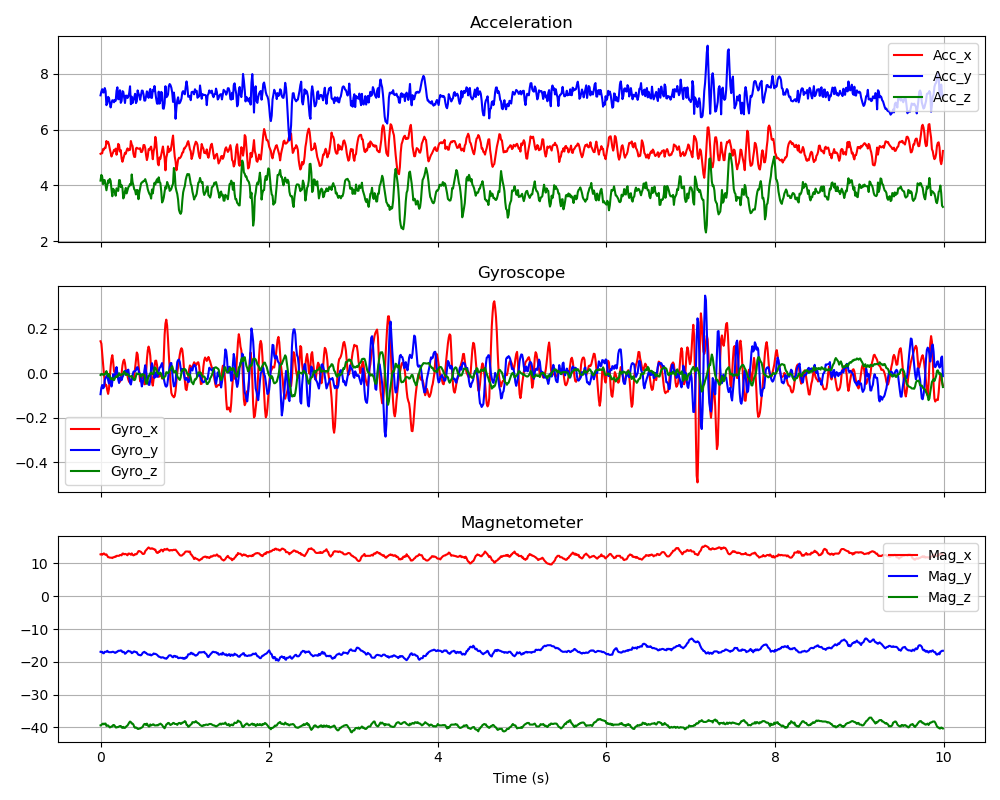 Acceleration
8
6
4
2
Acc_x
Acc_y
Acc_z
Gyroscope
0.2
0.0
−0.2
−0.4
Gyro_x
Gyro_y
Gyro_z
Magnetometer
10
0
−10
−20
−30
−40
Mag_x
Mag_y
Mag_z
0 2 4 6 8 10
Time (s)